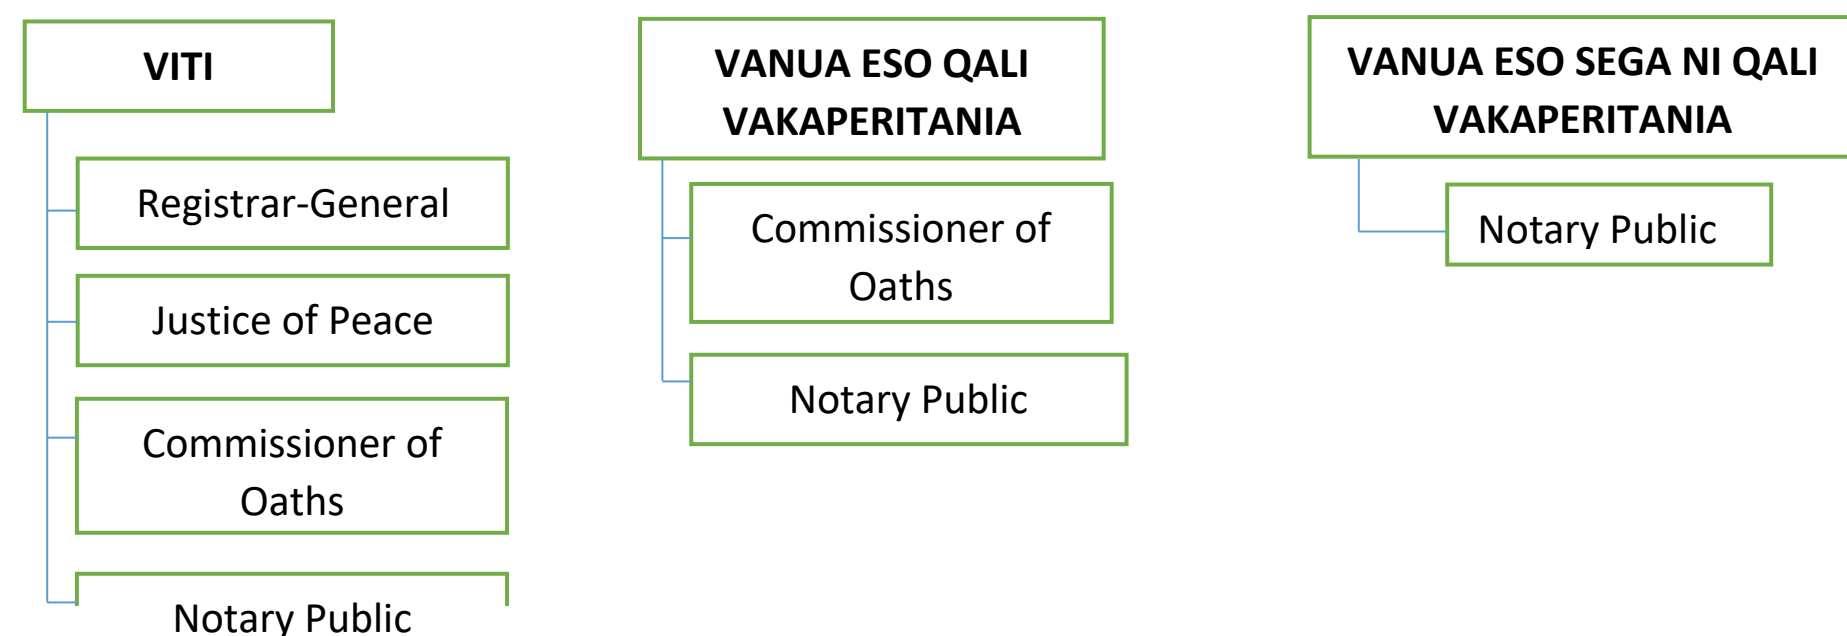 VITI
Registrar-General
Justice of Peace
Commissioner of
Oaths
Notary Public
VANUA ESO QALI
VAKAPERITANIA
Commissioner of
Oaths
Notary Public
VANUA ESO SEGA NI QALI
VAKAPERITANIA
Notary Public